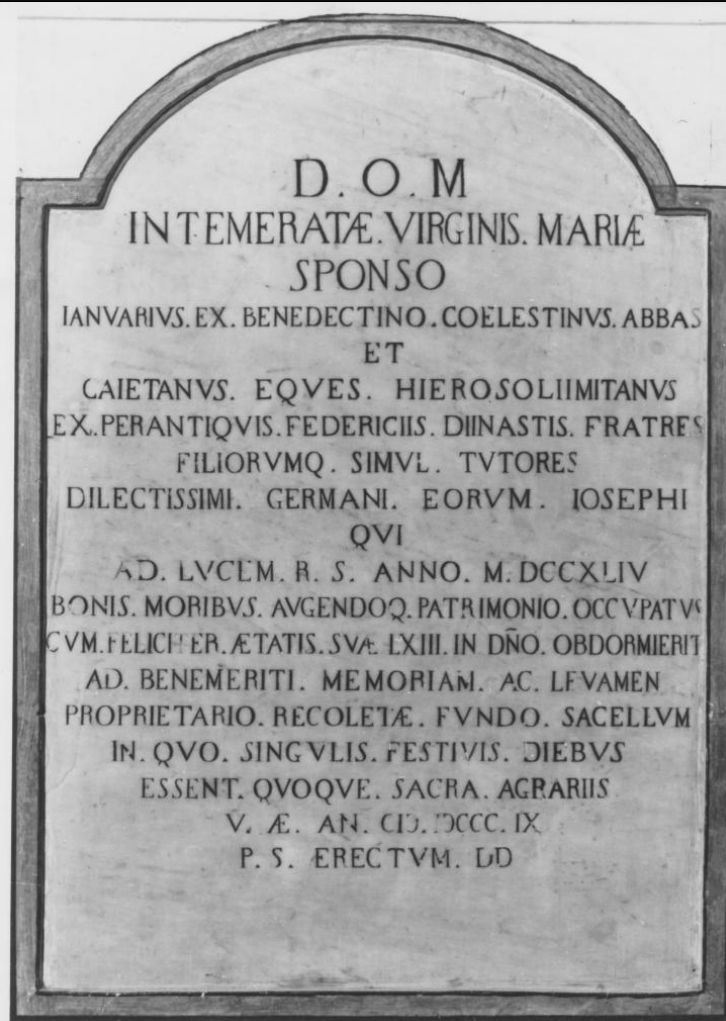 D. O. M
INTEMERATÆ. VIRGINIS. MARIÆ
SPONSO
IANVARIVS. EX. BENEDECTINO. COELESTINVS. ABBAS
ET
CAIETANVS. EQVES. HIEROSOLIIMITANVS
EX. PERANTIQVIS. FEDERICIIS. DIINASTIS. FRATRES
FILIORVMQ. SIMVL. TVTORES
DILECTISSIMI. GERMANI. EORVM. IOSEPHI
QVI
AD. LVCEM. R. S. ANNO. M. DCCXLIV
BONIS. MORIBVS. AVGENDOQ. PATRIMONIO. OCCVPATVS
CVM. FELICITER. ÆTATIS. SVÆ LXIII. IN DÑO. OBDORMIERIT
AD. BENEMERITI. MEMORIAM. AC. LEVAMEN
PROPRIETARIO. RECOLETÆ. FVNDO. SACELLVM
IN. QVO. SINGVLIS. FESTIVIS. DIEBVS
ESSENT. QVOQVE. SACRA. AGRARIIS
V. Æ. AN. CIƆ. DCCC. IX
P. S. ERECTVM. DD